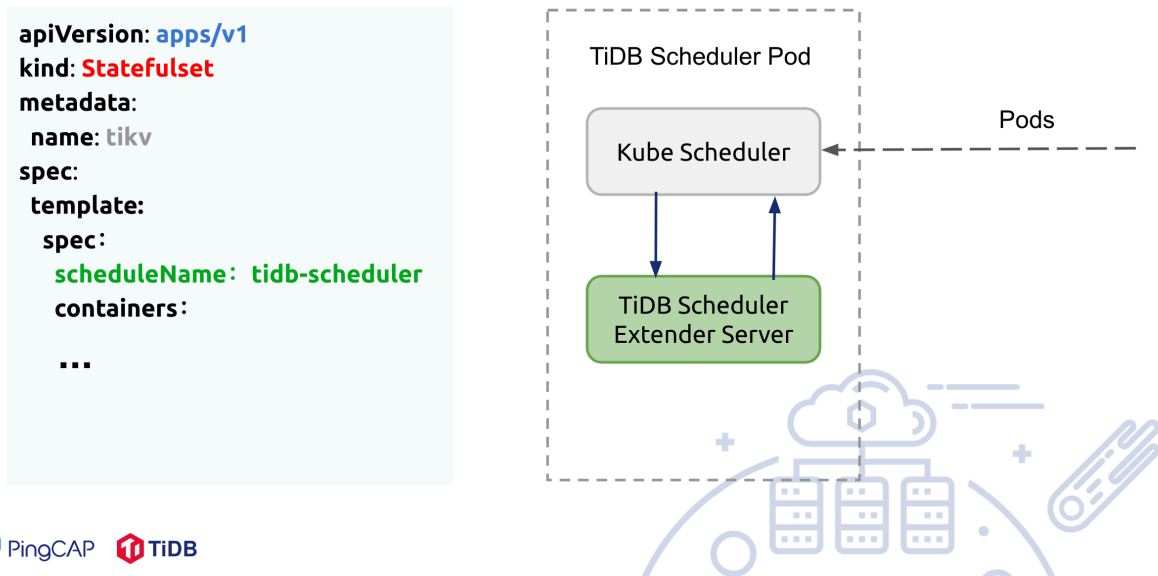 apiVersion: apps/v1
kind: Statefulset
metadata:
name: tikv
spec:
template:
spec：
scheduleName： tidb-scheduler
containers：
...
TiDB Scheduler Pod
Kube Scheduler
TiDB Scheduler
Extender Server
Pods
PingCAP
TiDB